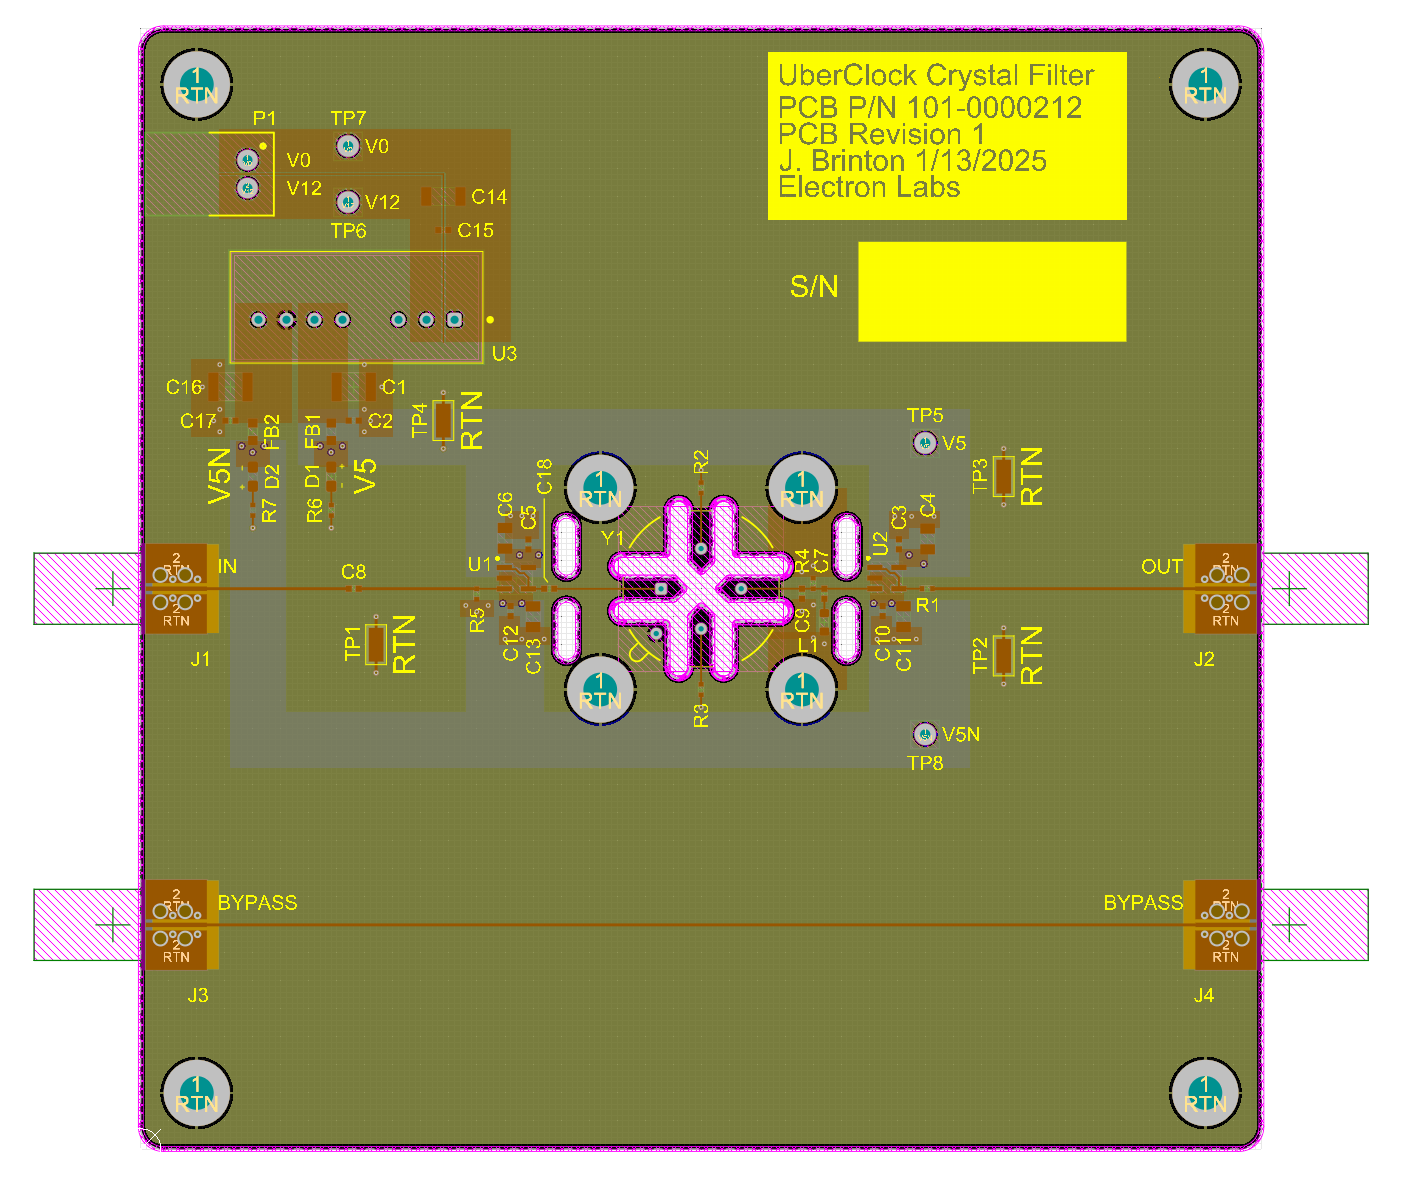 1
RTN
1
RTN
UberClock Crystal Filter
PCB P/N 101-0000212
PCB Revision 1
J. Brinton 1/13/2025
Electron Labs
S/N
P1
V0
V12
TP7
V0
V12
TP6
C14
C15
U3
C16
C1
C17
C2
FB2
FB1
V5N
D2
D1
V5
R7
R6
TP4
RTN
TP5
V5
TP3
RTN
C18
C6
C5
1
RTN
R2
1
RTN
C3
C4
Y1
U1
U2
R4
C7
2
RTN
2
RTN
IN
J1
C8
TP1
RTN
R5
C12
C13
C9
L1
C10
C11
R1
OUT
2
RTN
2
RTN
J2
TP2
RTN
1
RTN
R3
1
RTN
V5N
TP8
2
RTN
2
RTN
BYPASS
J3
BYPASS
2
RTN
2
RTN
J4
1
RTN
1
RTN